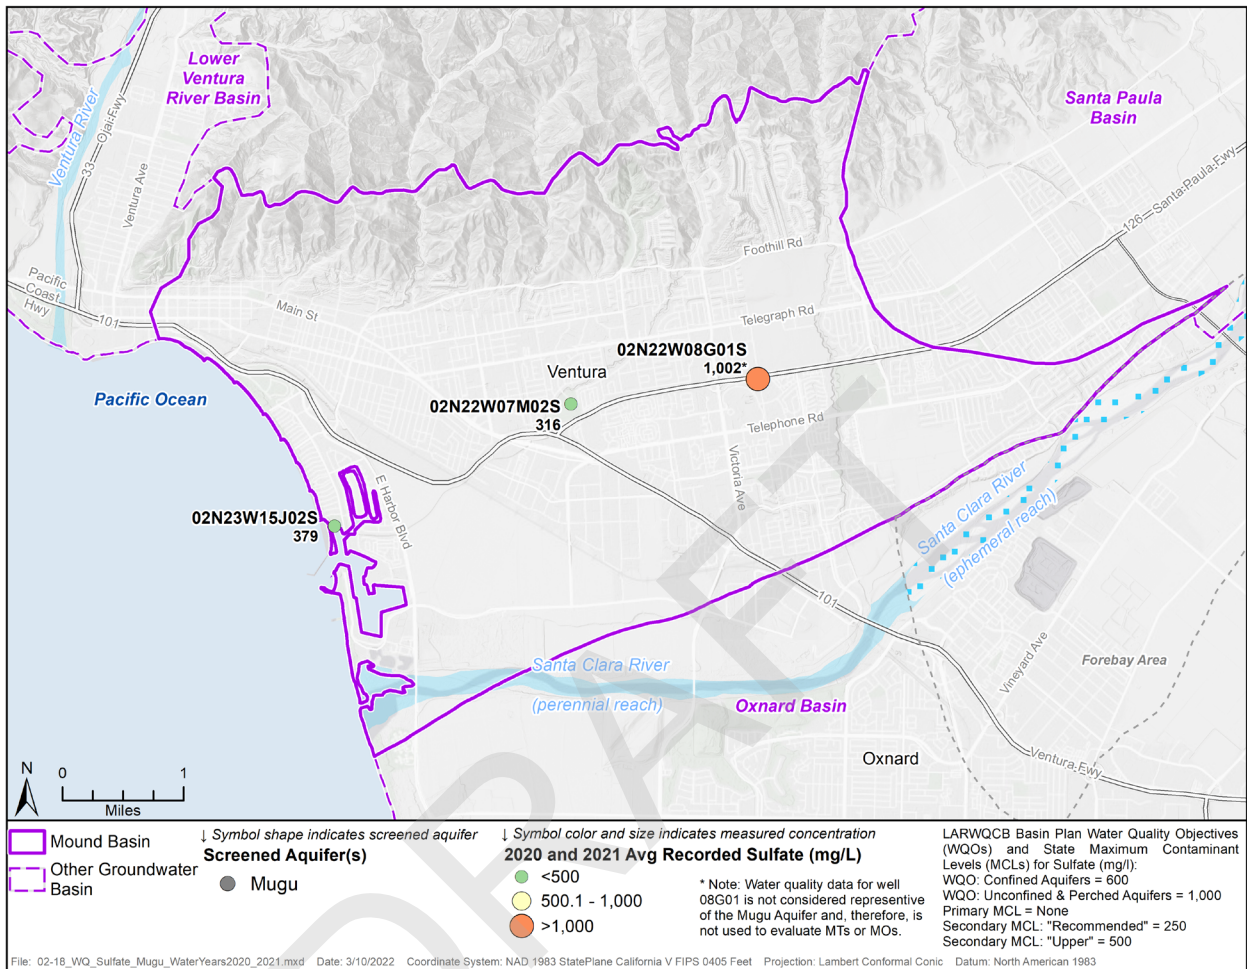 Lower
Ventura
River Basin
Santa Paula
Basin
Ventura River
33
Ojai Fwy
Ventura Ave
126
Santa Paula Fwy
Foothill Rd
Pacific
Coast
Hwy
101
Main St
Telegraph Rd
02N22W08G01S
1,002*
Ventura
Pacific Ocean
02N22W07M02S
316
Telephone Rd
Victoria Ave
E Harbor Blvd
02N23W15J02S
379
Santa Clara River
(ephemeral reach)
101
Santa Clara River
(perennial reach)
Vineyard Ave
Forebay Area
Oxnard Basin
Oxnard
Ventura Fwy
DRAFT
N
0 1
Miles
Mound Basin
Other Groundwater
Basin
↓ Symbol shape indicates screened aquifer
Screened Aquifer(s)
Mugu
↓ Symbol color and size indicates measured concentration
2020 and 2021 Avg Recorded Sulfate (mg/L)
<500
500.1 - 1,000
>1,000
* Note: Water quality data for well
08G01 is not considered representive
of the Mugu Aquifer and, therefore, is
not used to evaluate MTs or MOs.
LARWQCB Basin Plan Water Quality Objectives
(WQOs) and State Maximum Contaminant
Levels (MCLs) for Sulfate (mg/l):
WQO: Confined Aquifers = 600
WQO: Unconfined & Perched Aquifers = 1,000
Primary MCL = None
Secondary MCL: "Recommended" = 250
Secondary MCL: "Upper" = 500
File: 02-18_WQ_Sulfate_Mugu_WaterYears2020_2021.mxd Date: 3/10/2022 Coordinate System: NAD 1983 StatePlane California V FIPS 0405 Feet Projection: Lambert Conformal Conic Datum: North American 1983